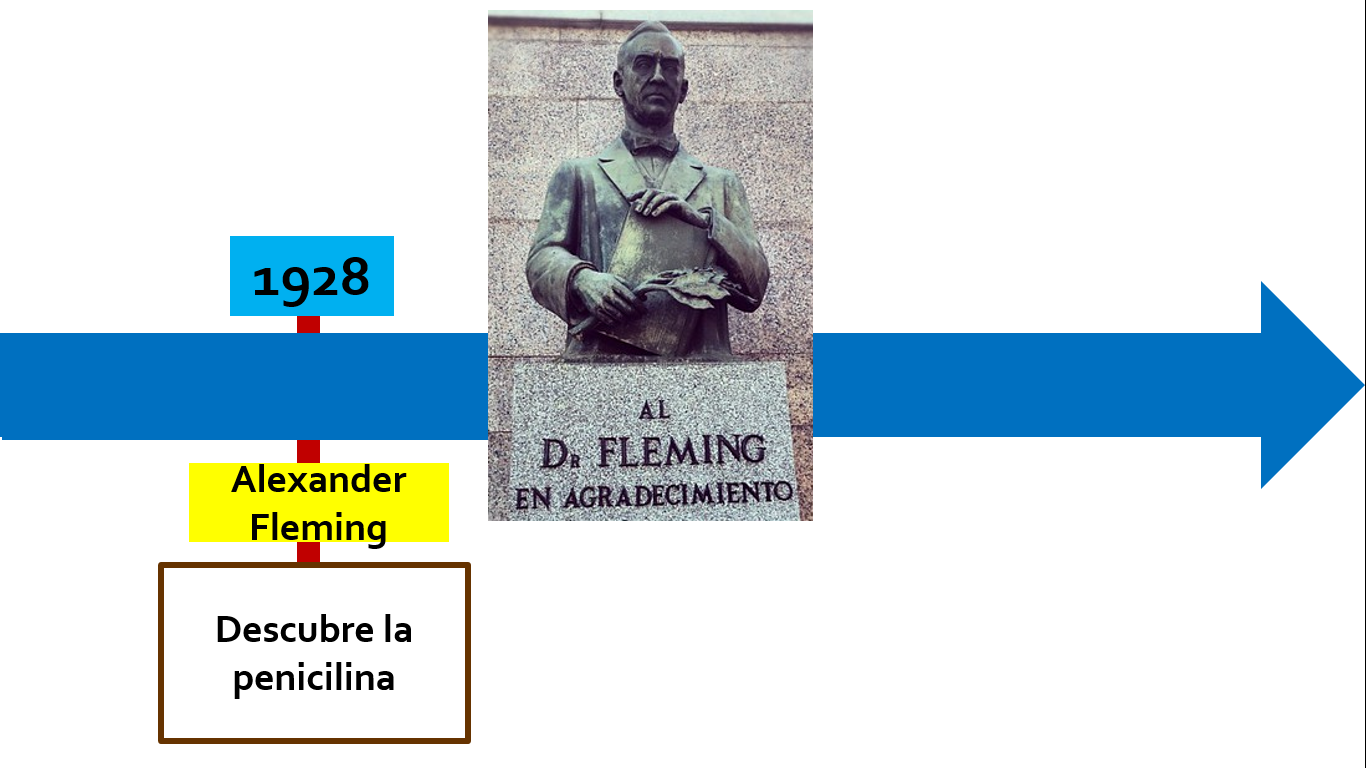 1928
Alexander
Fleming
Descubre la
penicilina
AL
DR FLEMING
EN AGRADECIMIENTO